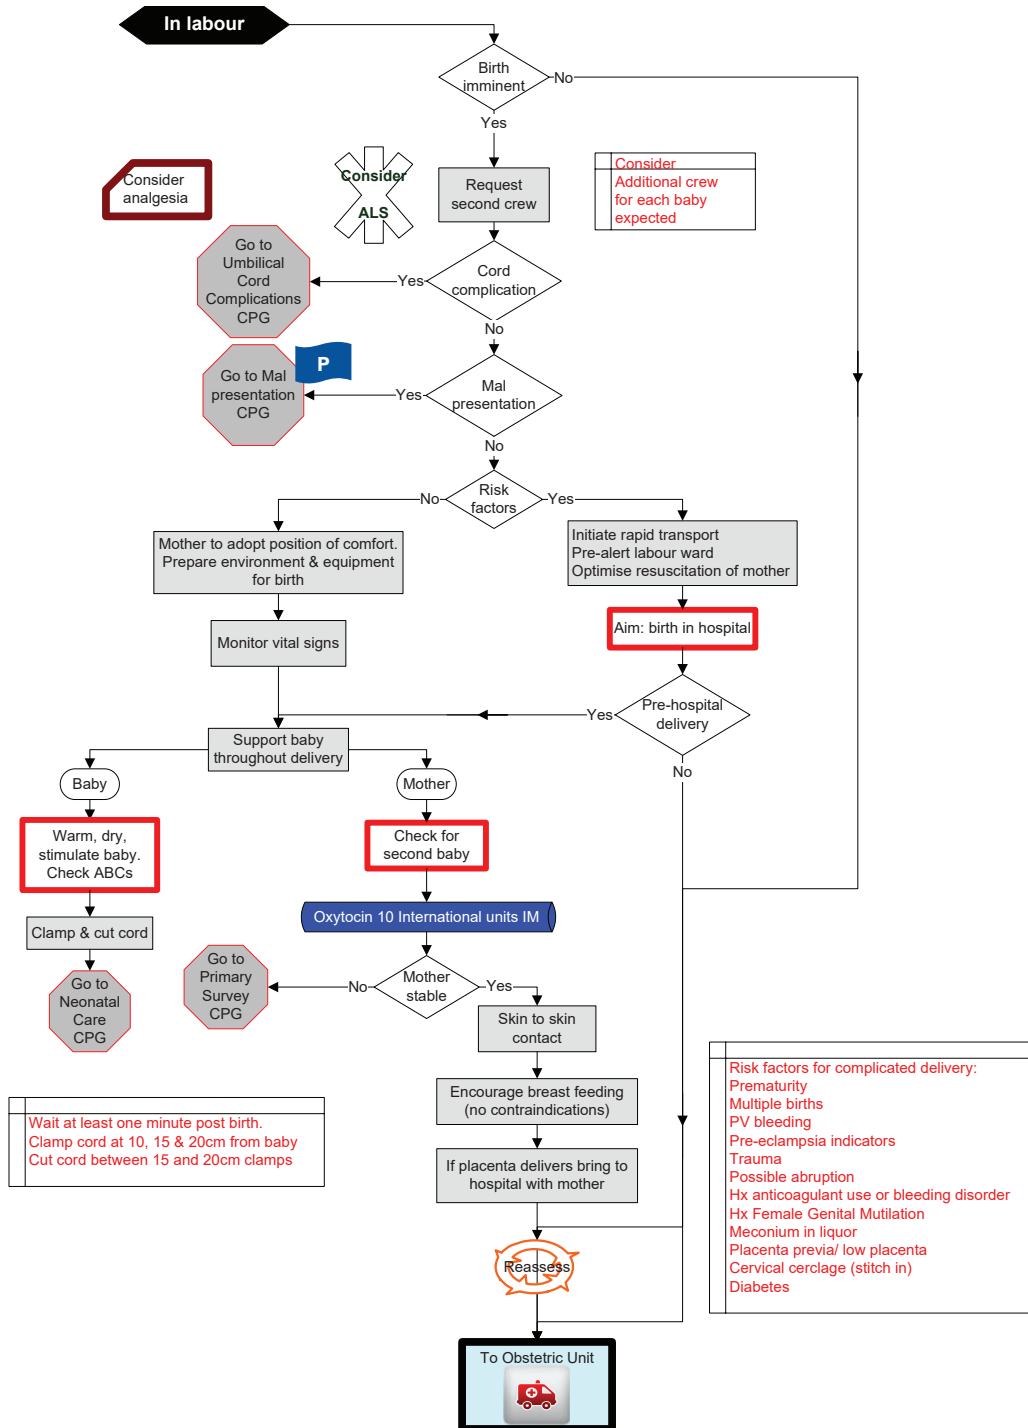 In labour
Birth
imminent
No
Yes
Consider
analgesia
Consider
ALS
Request
second crew
Consider
Additional crew
for each baby
expected
Go to
Umbilical
Cord
Complications
CPG
Yes
Cord
complication
No
P
Go to Mal
presentation
CPG
Yes
Mal
presentation
No
No
Risk
factors
Yes
Mother to adopt position of comfort.
Prepare environment & equipment
for birth
Initiate rapid transport
Pre-alert labour ward
Optimise resuscitation of mother
Monitor vital signs
Aim: birth in hospital
Yes
Pre-hospital
delivery
No
Support baby
throughout delivery
Baby
Mother
Warm, dry,
stimulate baby.
Check ABCs
Check for
second baby
Clamp & cut cord
Oxytocin 10 International units IM
Go to
Neonatal
Care
CPG
Go to
Primary
Survey
CPG
No
Mother
stable
Yes
Skin to skin
contact
Encourage breast feeding
(no contraindications)
If placenta delivers bring to
hospital with mother
Wait at least one minute post birth.
Clamp cord at 10, 15 & 20cm from baby
Cut cord between 15 and 20cm clamps
Risk factors for complicated delivery:
Prematurity
Multiple births
PV bleeding
Pre-eclampsia indicators
Trauma
Possible abruption
Hx anticoagulant use or bleeding disorder
Hx Female Genital Mutilation
Meconium in liquor
Placenta previa/ low placenta
Cervical cerclage (stitch in)
Diabetes
Reassess
To Obstetric Unit